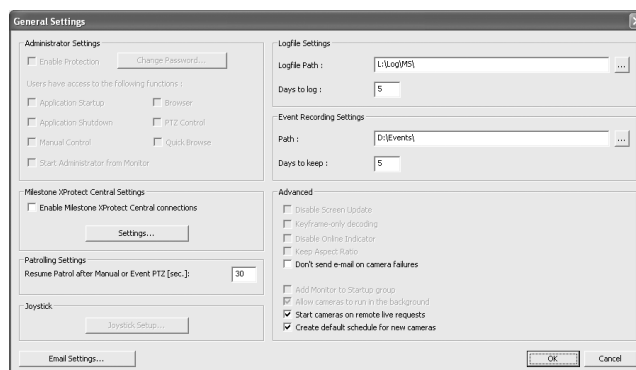 General Settings
Administrator Settings
Enable Protection
Change Password...
Users have access to the following functions :
Application Startup
Browser
Application Shutdown
PTZ Control
Manual Control
Quick Browse
Start Administrator from Monitor
Milestone XProtect Central Settings
Enable Milestone XProtect Central connections
Settings...
Patrolling Settings
Resume Patrol after Manual or Event PTZ [sec.]:
30
Joystick
Joystick Setup...
Email Settings...
Logfile Settings
Logfile Path :
L:\Log\MS\
...
Days to log :
5
Event Recording Settings
Path :
D:\Events\
...
Days to keep :
5
Advanced
Disable Screen Update
Keyframe-only decoding
Disable Online Indicator
Keep Aspect Ratio
Don't send e-mail on camera failures
Add Monitor to Startup group
Allow cameras to run in the background
Start cameras on remote live requests
Create default schedule for new cameras
OK
Cancel